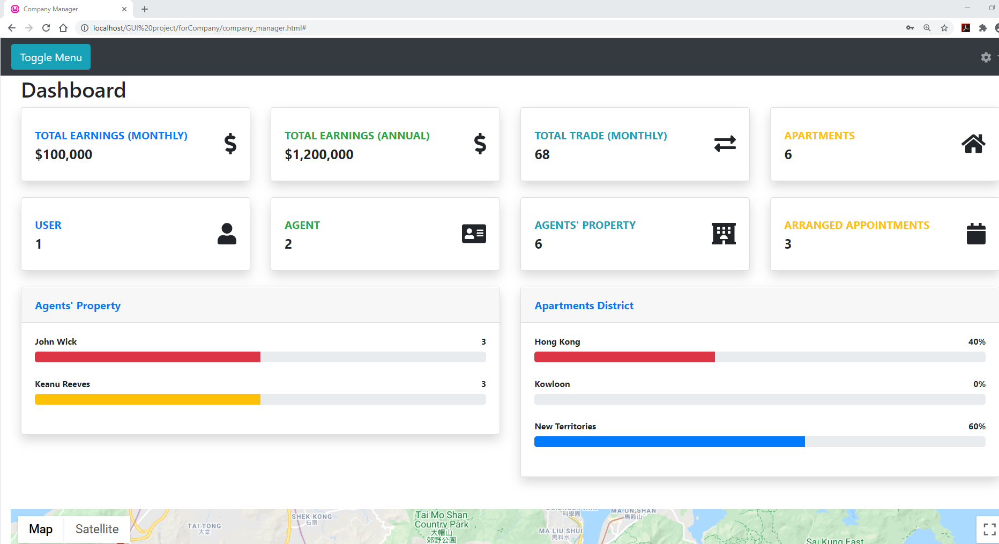 Company Manager
localhost/GUI%20project/forCompany/company_manager.html#
Toggle Menu
Dashboard
TOTAL EARNINGS (MONTHLY)
$100,000
TOTAL EARNINGS (ANNUAL)
$1,200,000
TOTAL TRADE (MONTHLY)
68
APARTMENTS
6
USER
1
AGENT
2
AGENTS' PROPERTY
6
ARRANGED APPOINTMENTS
3
Agents' Property
John Wick 3
Keanu Reeves 3
Apartments District
Hong Kong 40%
Kowloon 0%
New Territories 60%
Map Satellite
TAI TONG
大棠
SHEK KONG
石崗
Tai Mo Shan
Country Park
大帽山
郊野公園
SCIENCE PARK
科學園
MA LIU SHUI
馬料水
MA ON SHAN
馬鞍山
Sai Kung East